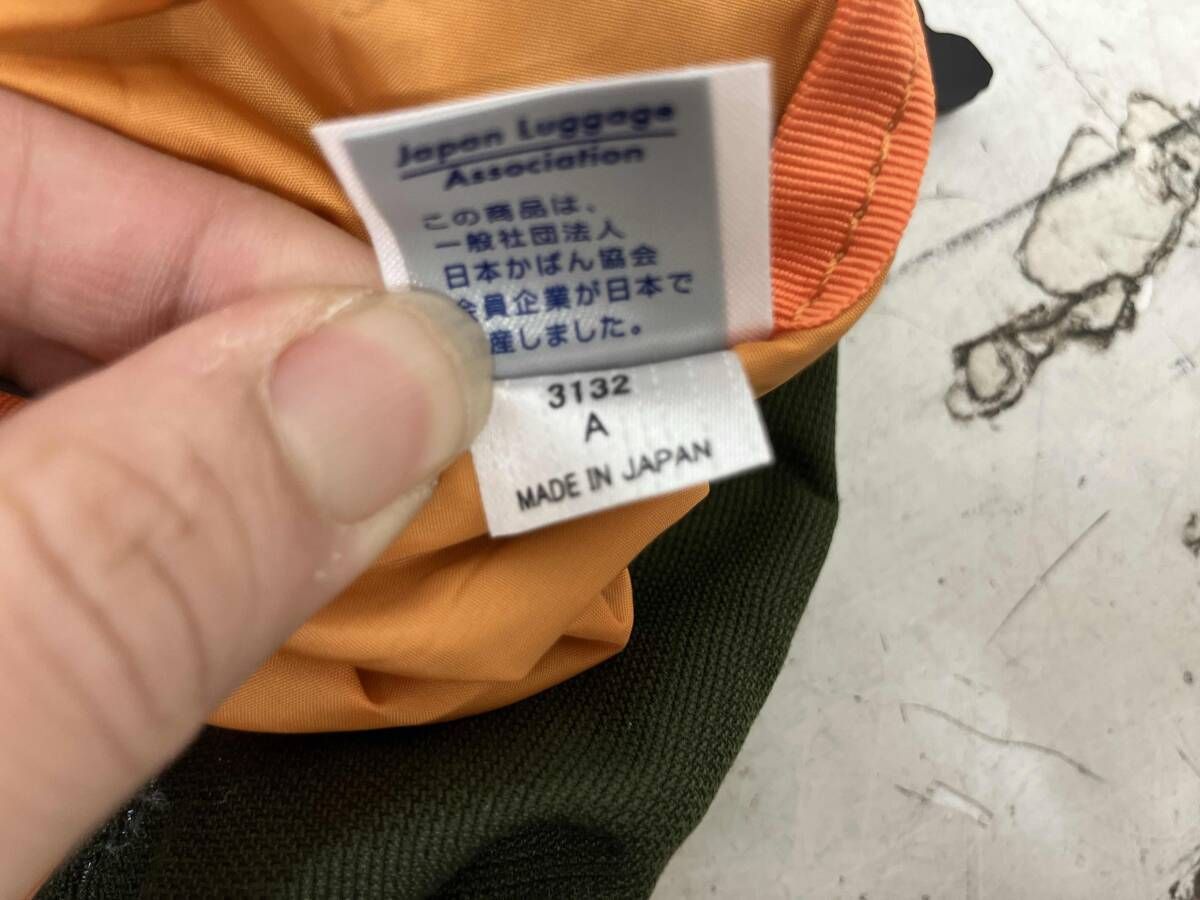 Japan Luggage
Association
この商品は、
一般社団法人
日本かばん協会
会員企業が日本で
産しました。
3132
A
MADE IN JAPAN